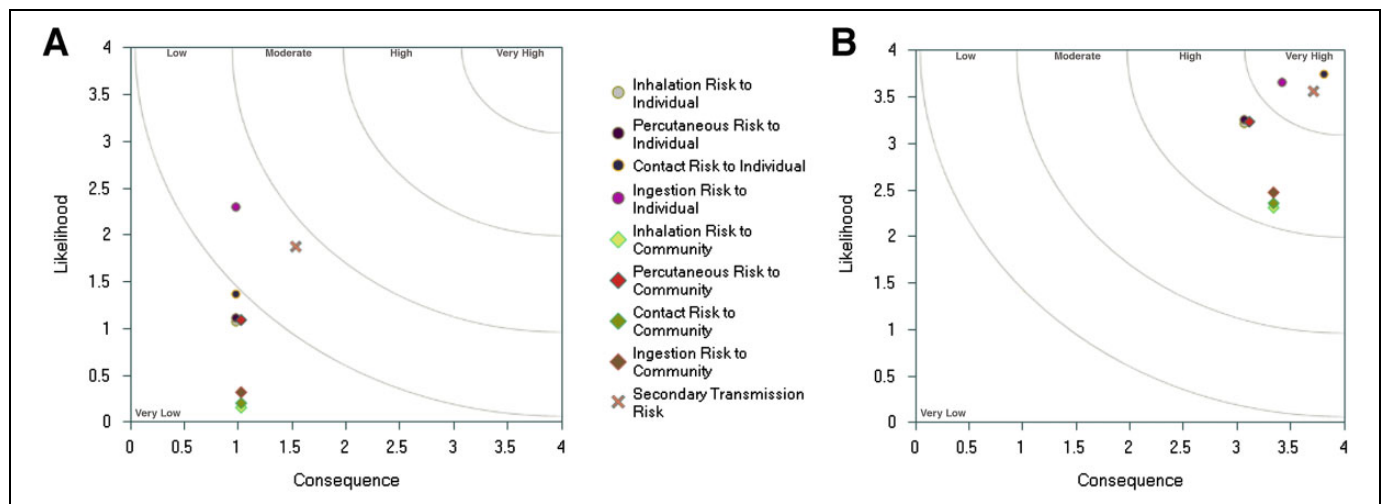 A
4
3.5
3
2.5
2
1.5
1
0.5
0
Likelihood
Low
Moderate
High
Very High
Very Low
0
0.5
1
1.5
2
2.5
3
3.5
4
Consequence
Inhalation Risk to
Individual
Percutaneous Risk to
Individual
Contact Risk to Individual
Ingestion Risk to
Individual
Inhalation Risk to
Community
Percutaneous Risk to
Community
Contact Risk to
Community
Ingestion Risk to
Community
Secondary Transmission
Risk
B
4
3.5
3
2.5
2
1.5
1
0.5
0
Likelihood
Low
Moderate
High
Very High
Very Low
0
0.5
1
1.5
2
2.5
3
3.5
4
Consequence